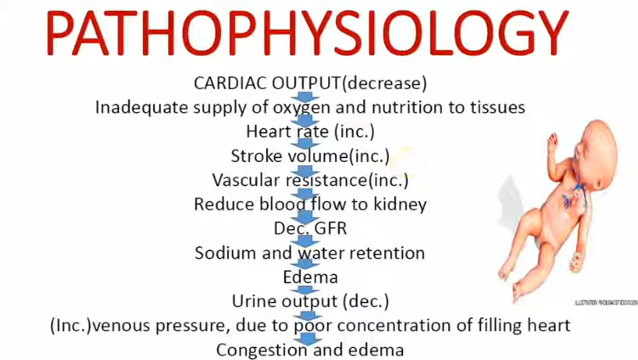 PATHOPHYSIOLOGY
CARDIAC OUTPUT(decrease)
Inadequate supply of oxygen and nutrition to tissues
Heart rate (inc.)
Stroke volume(inc.)
Vascular resistance(inc.)
Reduce blood flow to kidney
Dec. GFR
Sodium and water retention
Edema
Urine output (dec.)
(Inc.)venous pressure, due to poor concentration of filling heart
Congestion and edema